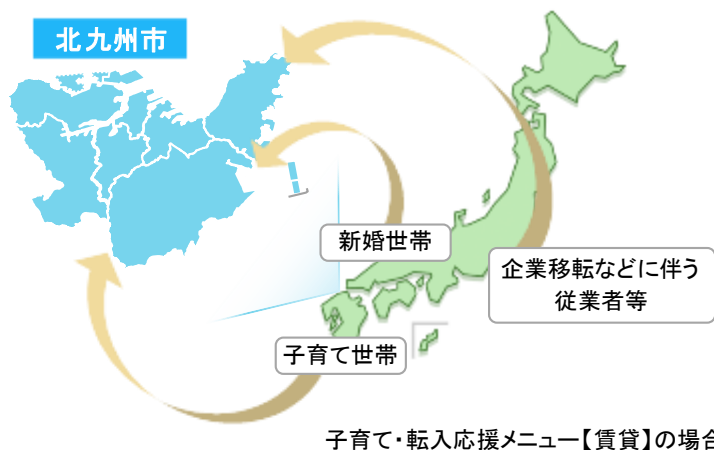 北九州市
新婚世帯
企業移転などに伴う
従業者等
子育て世帯
子育て・転入応援メニュー【賃貸】の場合